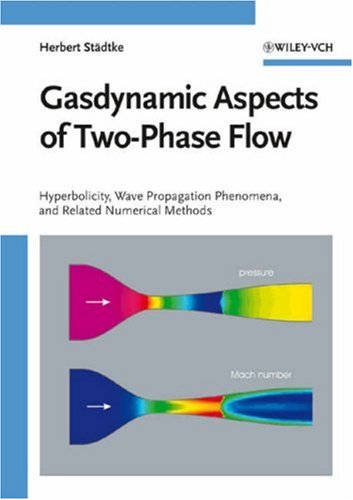 Herbert Städtke
WILEY-VCH
Gasdynamic Aspects
of Two-Phase Flow
Hyperbolicity, Wave Propagation Phenomena,
and Related Numerical Methods
pressure
Mach number